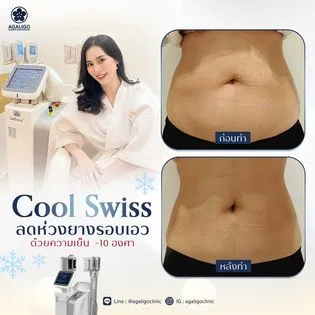 AGALIGO
ก่อนทำ
Cool Swiss
ลดห่วงยางรอบเอว
ด้วยความเย็น -10 องศา
หลังทำ
Line : @agaligoclinic
IG : agaligoclinic